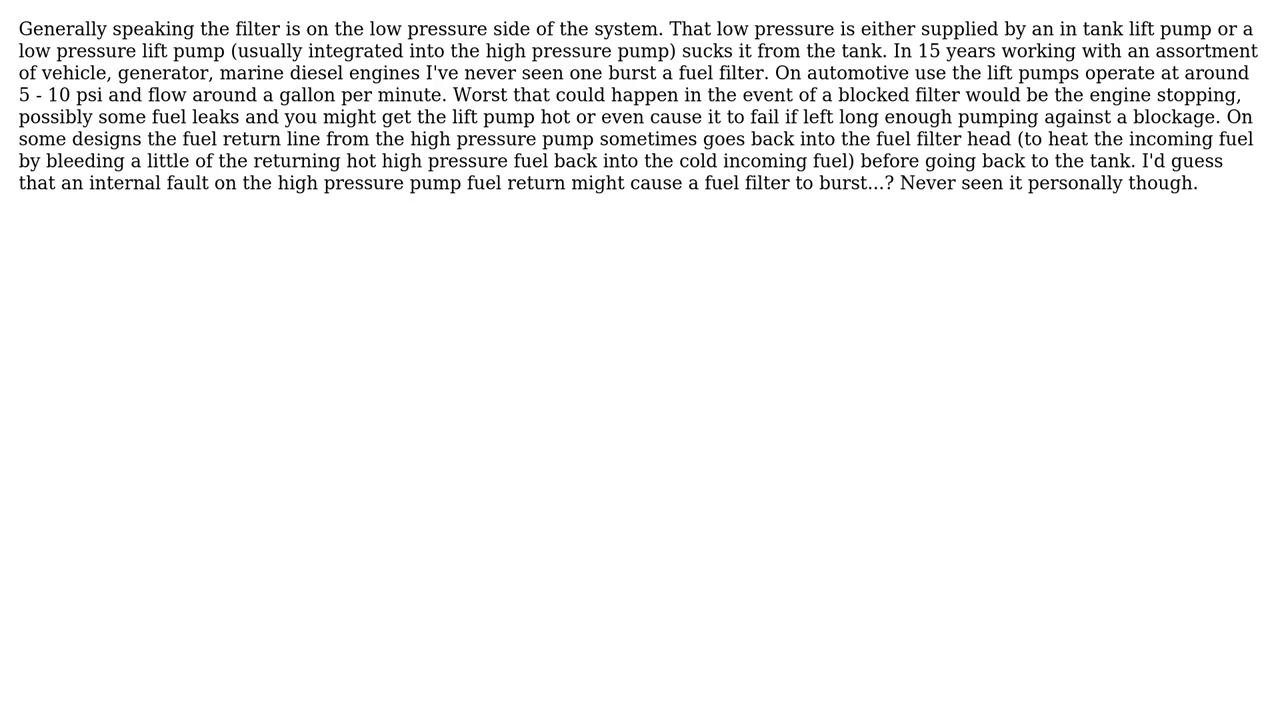 Generally speaking the filter is on the low pressure side of the system. That low pressure is either supplied by an in tank lift pump or a
low pressure lift pump (usually integrated into the high pressure pump) sucks it from the tank. In 15 years working with an assortment
of vehicle, generator, marine diesel engines I've never seen one burst a fuel filter. On automotive use the lift pumps operate at around
5 - 10 psi and flow around a gallon per minute. Worst that could happen in the event of a blocked filter would be the engine stopping,
possibly some fuel leaks and you might get the lift pump hot or even cause it to fail if left long enough pumping against a blockage. On
some designs the fuel return line from the high pressure pump sometimes goes back into the fuel filter head (to heat the incoming fuel
by bleeding a little of the returning hot high pressure fuel back into the cold incoming fuel) before going back to the tank. I'd guess
that an internal fault on the high pressure pump fuel return might cause a fuel filter to burst...? Never seen it personally though.